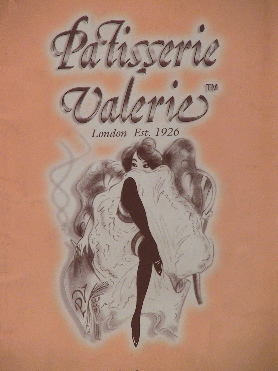 Patisserie
Valerie™
London Est. 1926